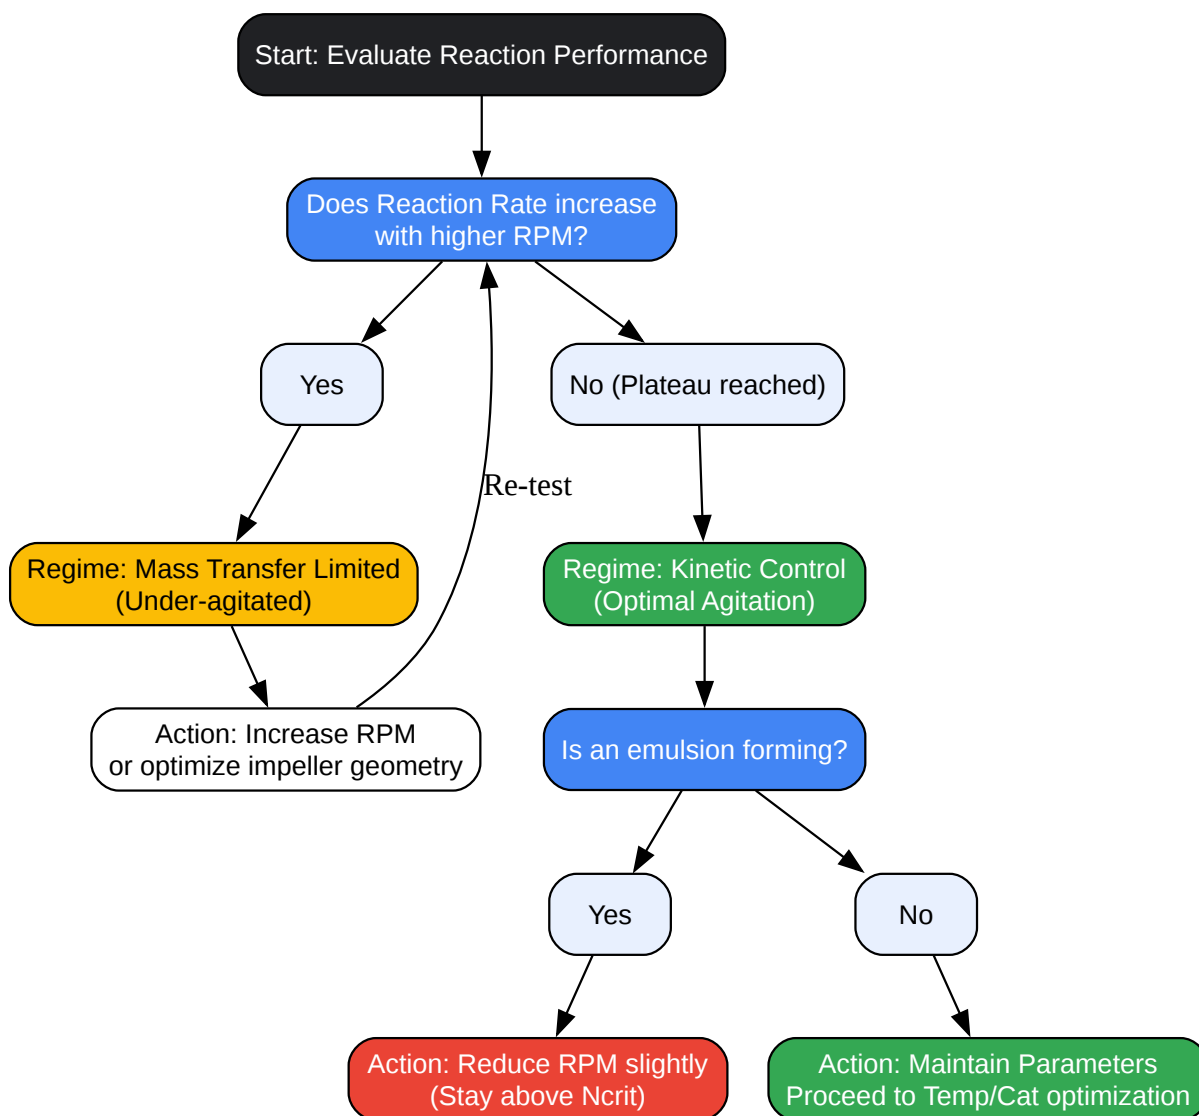 Start: Evaluate Reaction Performance
Does Reaction Rate increase
with higher RPM?
Yes
No (Plateau reached)
Re-test
Regime: Mass Transfer Limited
(Under-agitated)
Regime: Kinetic Control
(Optimal Agitation)
Action: Increase RPM
or optimize impeller geometry
Is an emulsion forming?
Yes
No
Action: Reduce RPM slightly
(Stay above Ncrit)
Action: Maintain Parameters
Proceed to Temp/Cat optimization